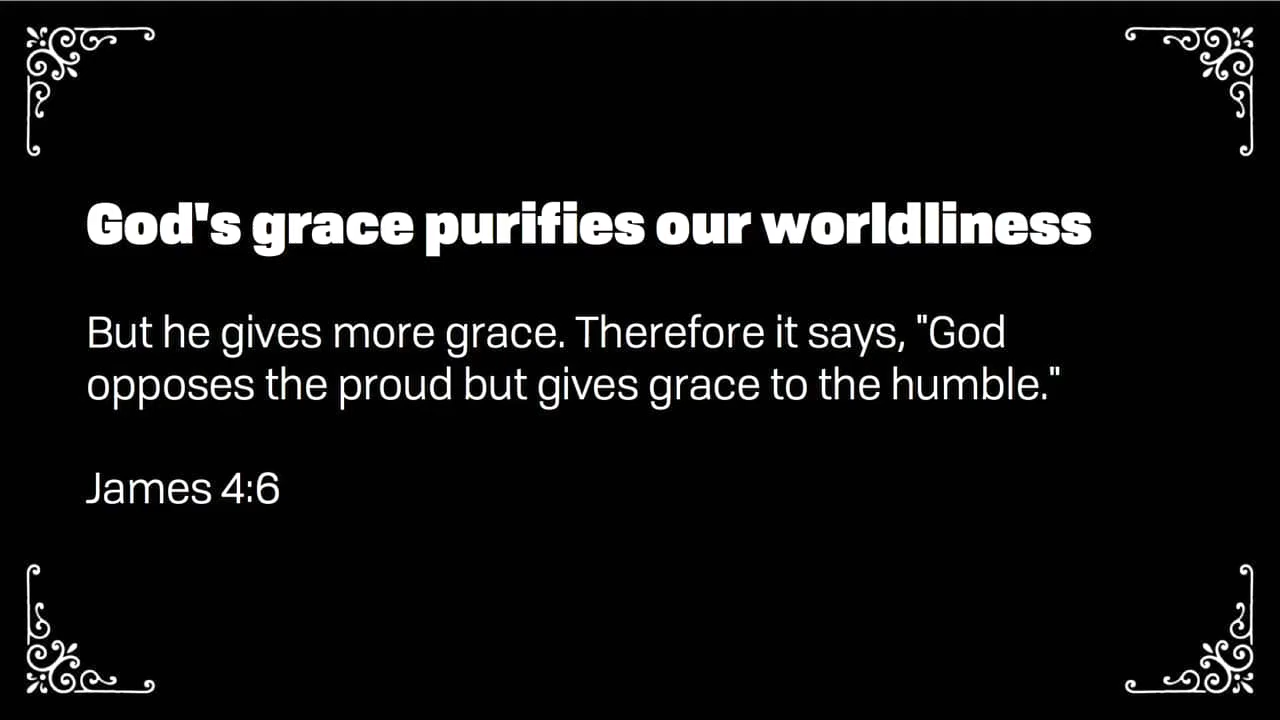 God's grace purifies our worldliness
But he gives more grace. Therefore it says, "God
opposes the proud but gives grace to the humble."
James 4:6